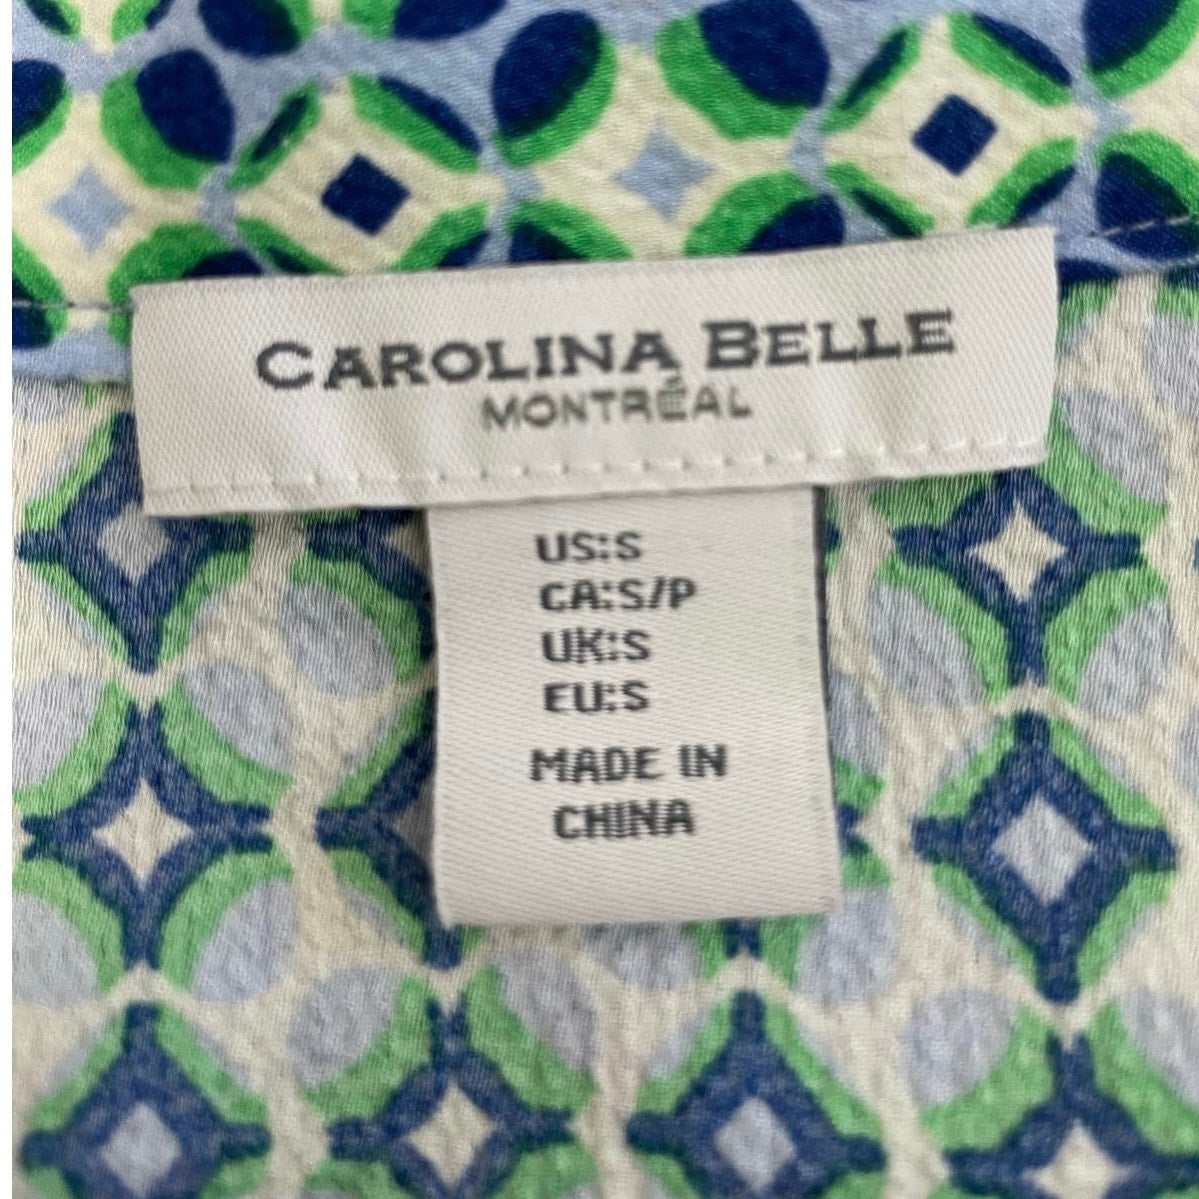 CAROLINA BELLE
MONTRÉAL
US:S
CA:S/P
UK:S
EU:S
MADE IN
CHINA